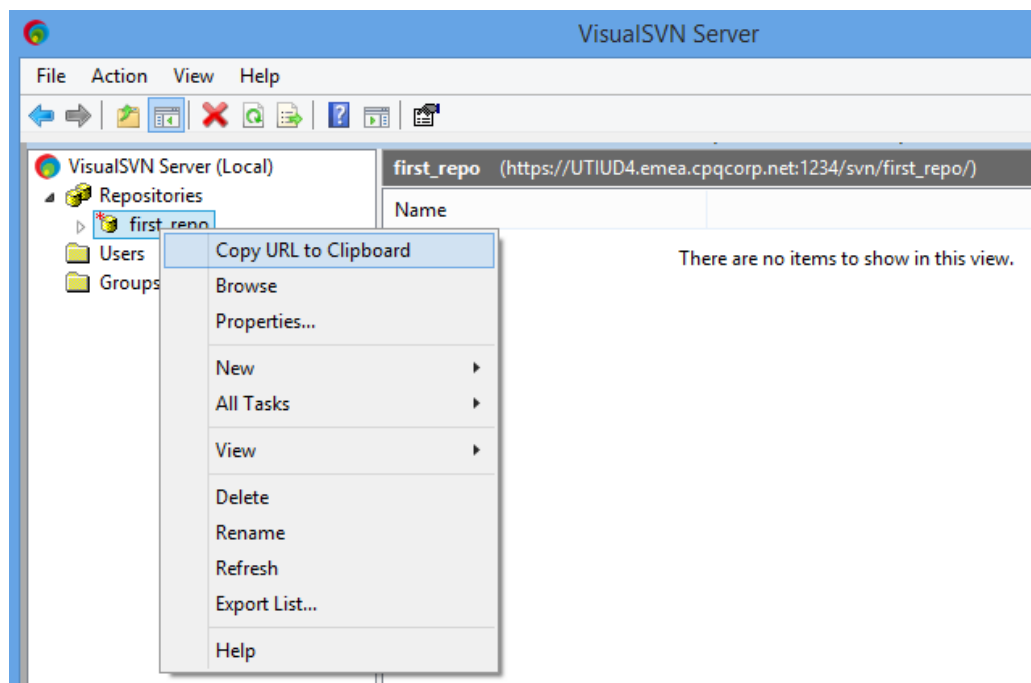 VisualSVN Server
File Action View Help
VisualSVN Server (Local)
Repositories
first_repo
Users
Groups
first_repo (https://UTIUD4.emea.cpqcorp.net:1234/svn/first_repo/)
Name
There are no items to show in this view.
Copy URL to Clipboard
Browse
Properties...
New
All Tasks
View
Delete
Rename
Refresh
Export List...
Help